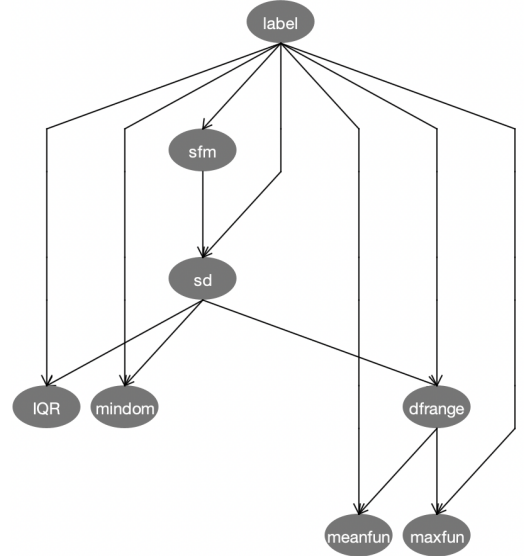 label
sfm
sd
IQR
mindom
dfrange
meanfun
maxfun